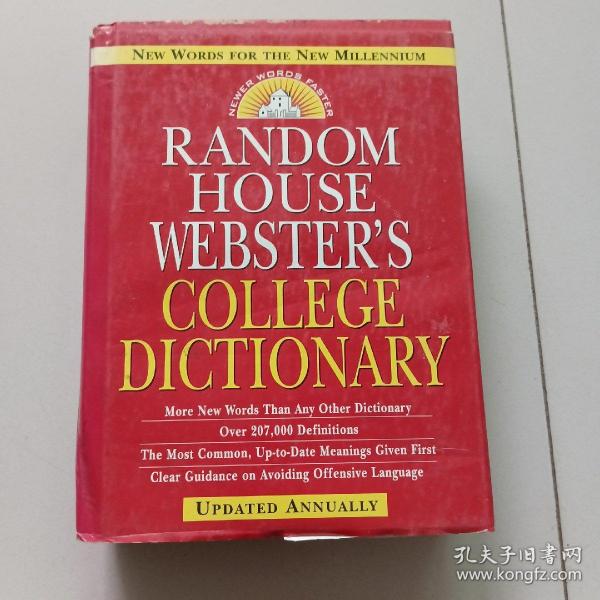 NEW WORDS FOR THE NEW MILLENNIUM
NEWER WORDS FASTER
RANDOM
HOUSE
WEBSTER'S
COLLEGE
DICTIONARY
More New Words Than Any Other Dictionary
Over 207,000 Definitions
The Most Common, Up-to-Date Meanings Given First
Clear Guidance on Avoiding Offensive Language
UPDATED ANNUALLY
孔夫子旧書网
www.kongfz.com